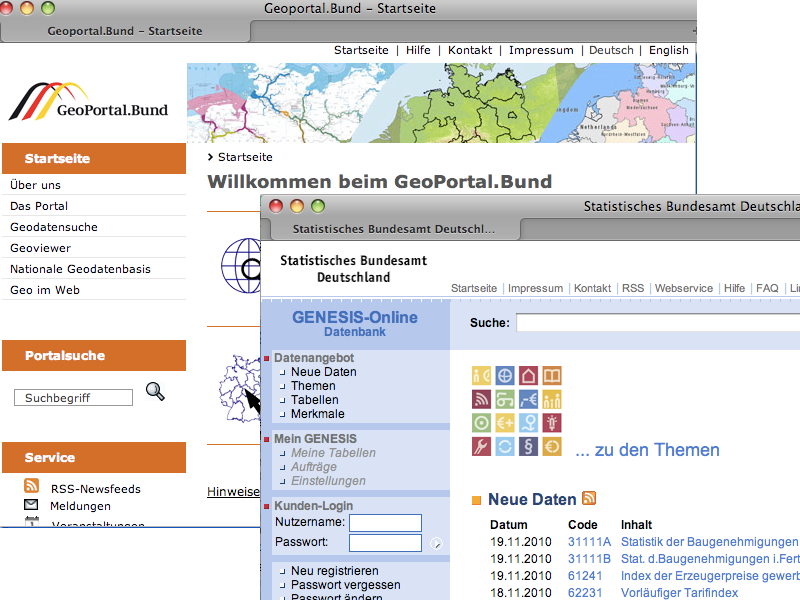 Geoportal.Bund – Startseite
Geoportal.Bund – Startseite
Startseite | Hilfe | Kontakt | Impressum | Deutsch | English
GeoPortal.Bund
Startseite
Über uns
Das Portal
Geodatensuche
Geoviewer
Nationale Geodatenbasis
Geo im Web
Portalsuche
Suchbegriff
Service
RSS-Newsfeeds
Meldungen
Veranstaltungen
Startseite
Willkommen beim GeoPortal.Bund
Hinweise
Niederlands
Statistisches Bundesamt Deutschla
Statistisches Bundesamt Deutschl...
Statistisches Bundesamt
Deutschland
Startseite | Impressum | Kontakt | RSS | Webservice | Hilfe | FAQ | Li
GENESIS-Online
Datenbank
Suche:
Datenangebot
Neue Daten
Themen
Tabellen
Merkmale
Mein GENESIS
Meine Tabellen
Aufträge
Einstellungen
Kunden-Login
Nutzername:
Passwort:
Neu registrieren
Passwort vergessen
Passwort ändern
... zu den Themen
Neue Daten
Datum Code Inhalt
19.11.2010 31111A Statistik der Baugenehmigungen
19.11.2010 31111B Stat. d.Baugenehmigungen i.Fert
19.11.2010 61241 Index der Erzeugerpreise gewerb
18.11.2010 62231 Vorläufiger Tarifindex